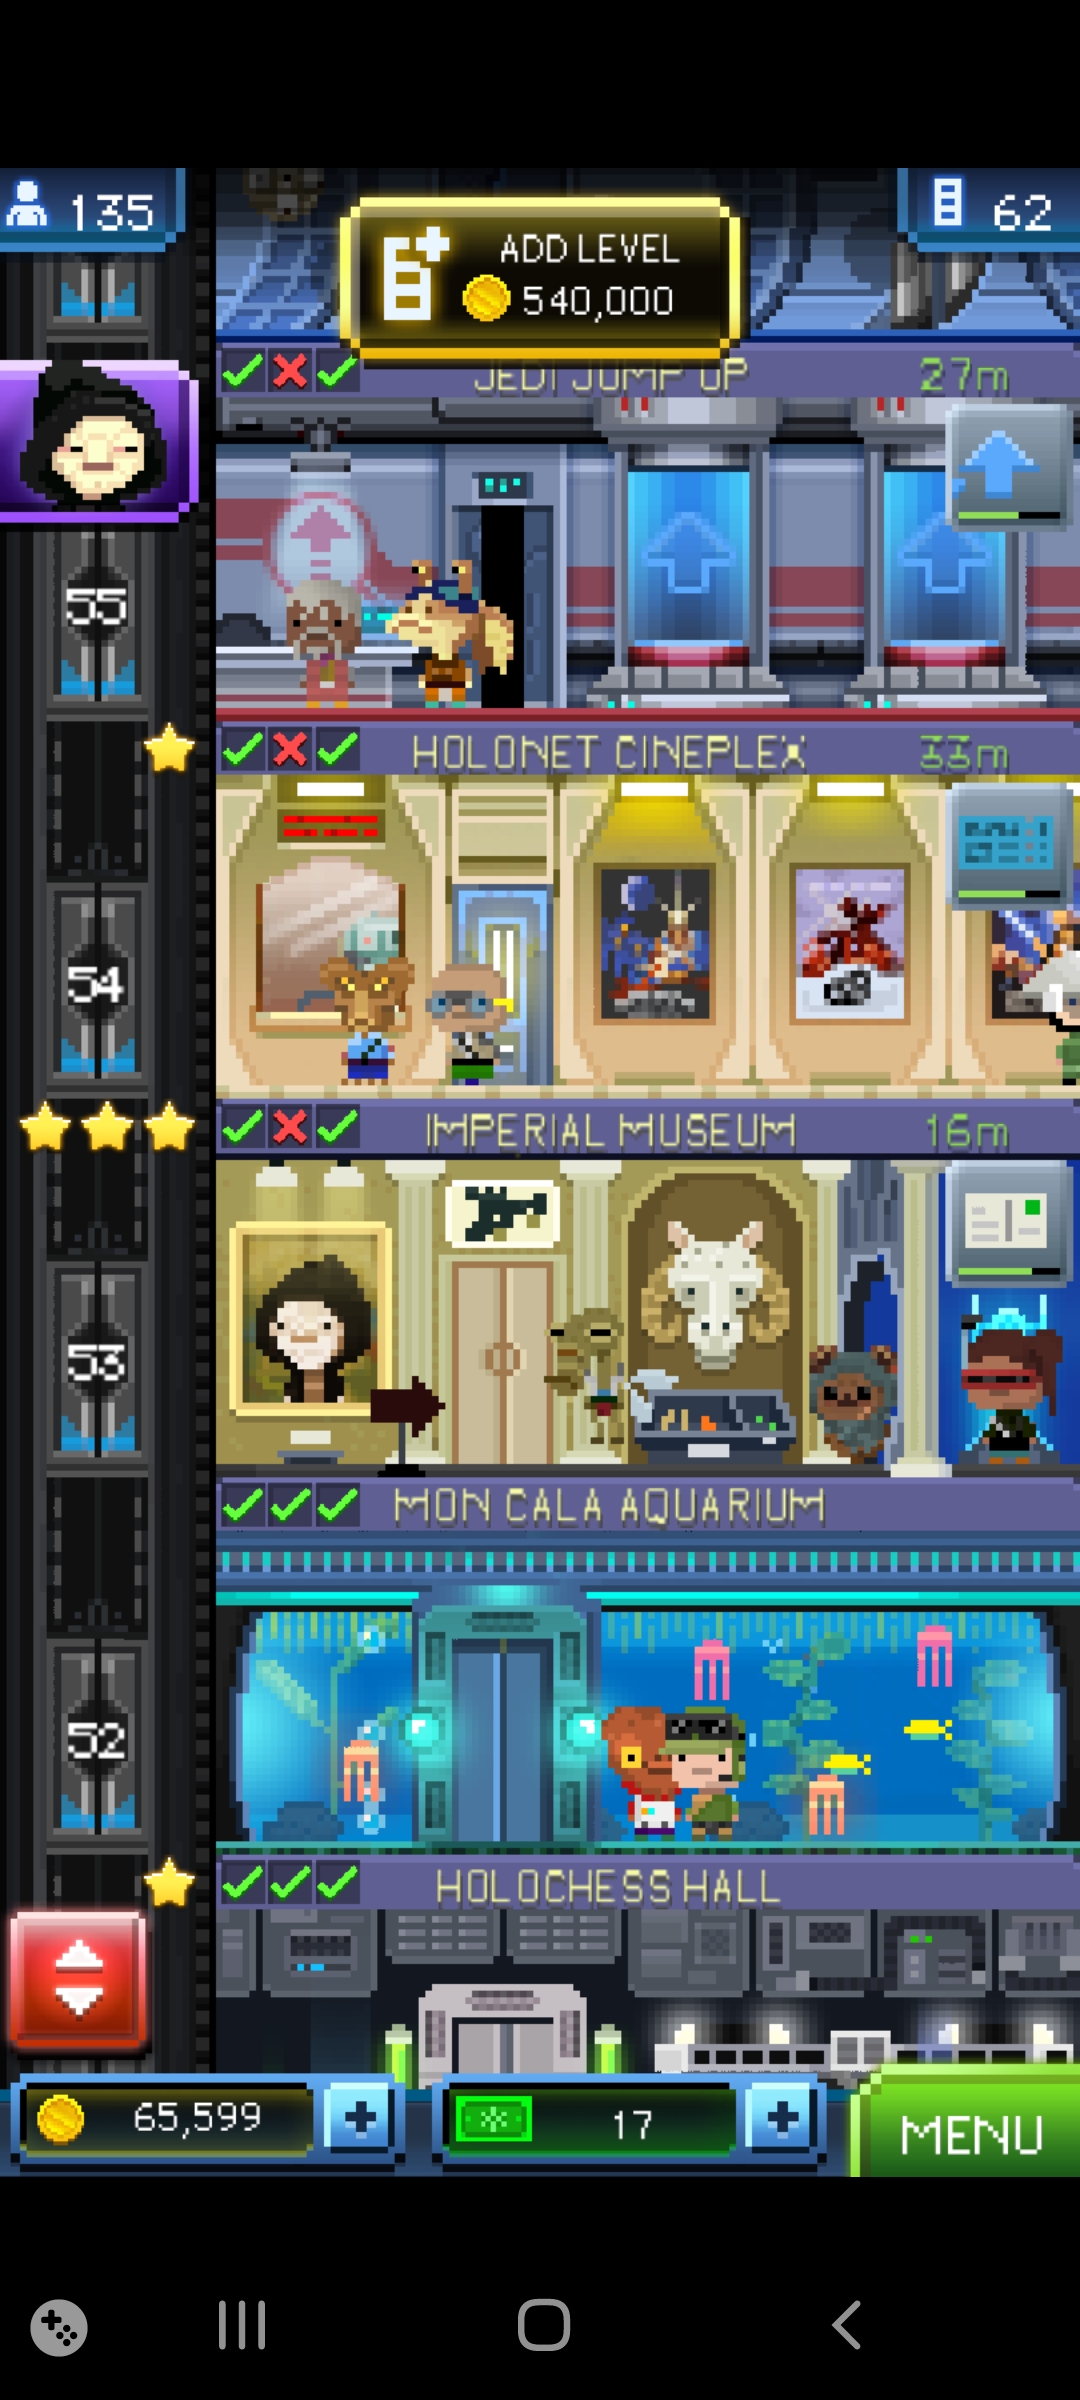 135
ADD LEVEL
540,000
62
JEDI JUMP UP
27m
55
HOLONET CINEPLEX
33m
54
IMPERIAL MUSEUM
16m
53
MON CALA AQUARIUM
52
HOLOCHESS HALL
65,599
17
MENU